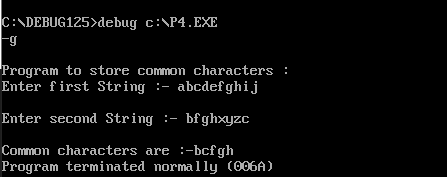 C:\DEBUG125>debug c:\P4.EXE
-g
Program to store common characters :
Enter first String :- abcdefghij
Enter second String :- bfghxyzc
Common characters are :-bcfgh
Program terminated normally (006A)